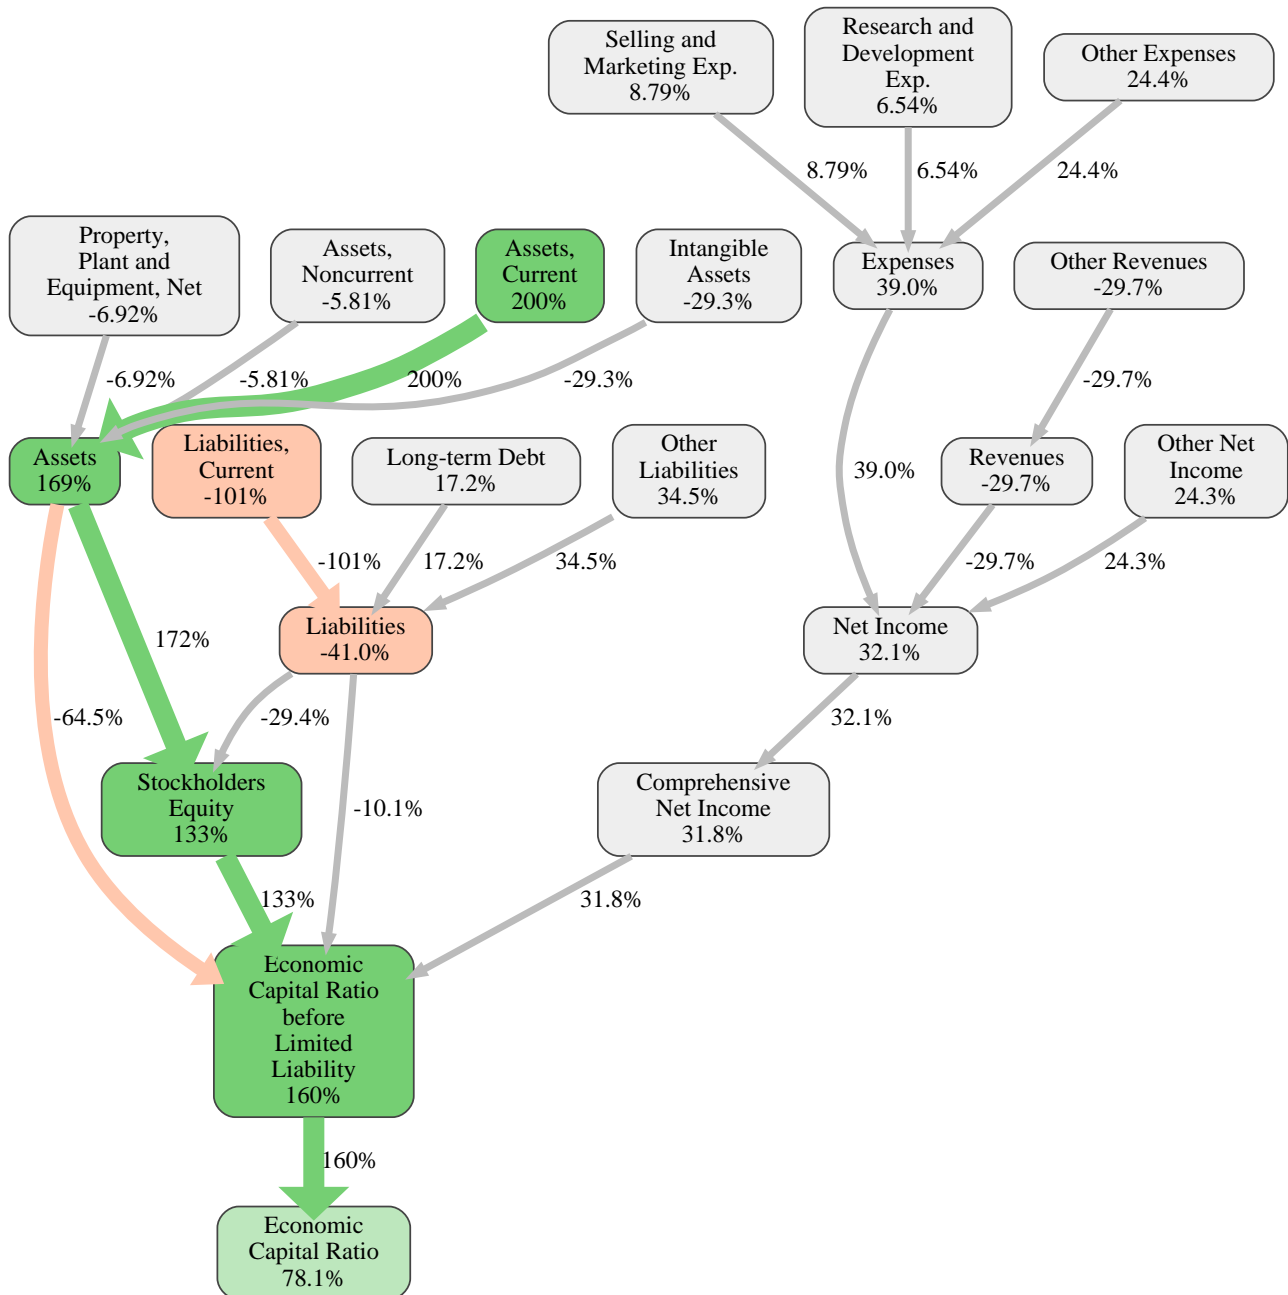 Selling and
Marketing Exp.
8.79%
Research and
Development
Exp.
6.54%
Other Expenses
24.4%
8.79%
6.54%
24.4%
Property,
Plant and
Equipment, Net
-6.92%
Assets,
Noncurrent
-5.81%
Assets,
Current
200%
Intangible
Assets
-29.3%
Expenses
39.0%
Other Revenues
-29.7%
-6.92%
-5.81%
200%
-29.3%
-29.7%
Assets
169%
Liabilities,
Current
-101%
Long-term Debt
17.2%
Other
Liabilities
34.5%
39.0%
Revenues
-29.7%
Other Net
Income
24.3%
-101%
17.2%
34.5%
-29.7%
24.3%
172%
Liabilities
-41.0%
Net Income
32.1%
-64.5%
-29.4%
32.1%
Stockholders
Equity
133%
-10.1%
Comprehensive
Net Income
31.8%
133%
31.8%
Economic
Capital Ratio
before
Limited
Liability
160%
160%
Economic
Capital Ratio
78.1%